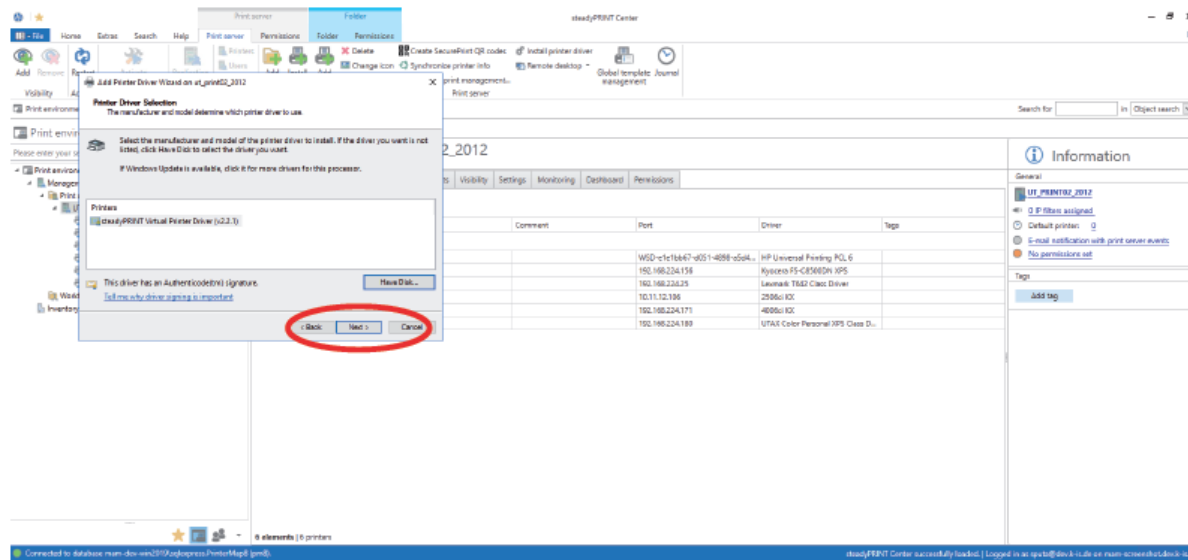 Print server
Folder
steadyPRINT Center
File
Home
Extras
Search
Help
Print server
Permissions
Folder
Permissions
Add
Remove
Visibility
Printers
Users
Delete
Change icon
Create SecurePrint QR codes
Synchronize printer info
print management...
Install printer driver
Remote desktop
Print server
Global template management
Journal
Add Printer Driver Wizard on ut_print02_2012
Printer Driver Selection
The manufacturer and model determine which printer driver to use.
Select the manufacturer and model of the printer driver to install. If the driver you want is not
listed, click Have Disk to select the driver you want.
If Windows Update is available, click it for more drivers for this processor.
Printers
steadyPRINT Virtual Printer Driver (v2.2.1)
This driver has an Authenticode(tm) signature.
Tell me why driver signing is important
Have Disk...
< Back
Next >
Cancel
Search for
in
Object search
Print environ
Please enter your se
Print environ
Manager
Print
World
Inventory
2_2012
Visibility
Settings
Monitoring
Dashboard
Permissions
Comment
Port
Driver
Tags
HP Universal Printing PCL 6
192.168.224.156
Kyocera FS-C8500DN XPS
192.168.224.25
Lexmark T642 Class Driver
10.11.12.186
2506ci KX
192.168.224.171
4006ci KX
192.168.224.180
UTAX Color Personal XPS Class D...
Information
General
UT_PRINT02_2012
0 IP filters assigned
Default printer: 0
E-mail notification with print server events
No permissions set
Tags
Add tag
6 elements | 6 printers
steadyPRINT Center successfully loaded.